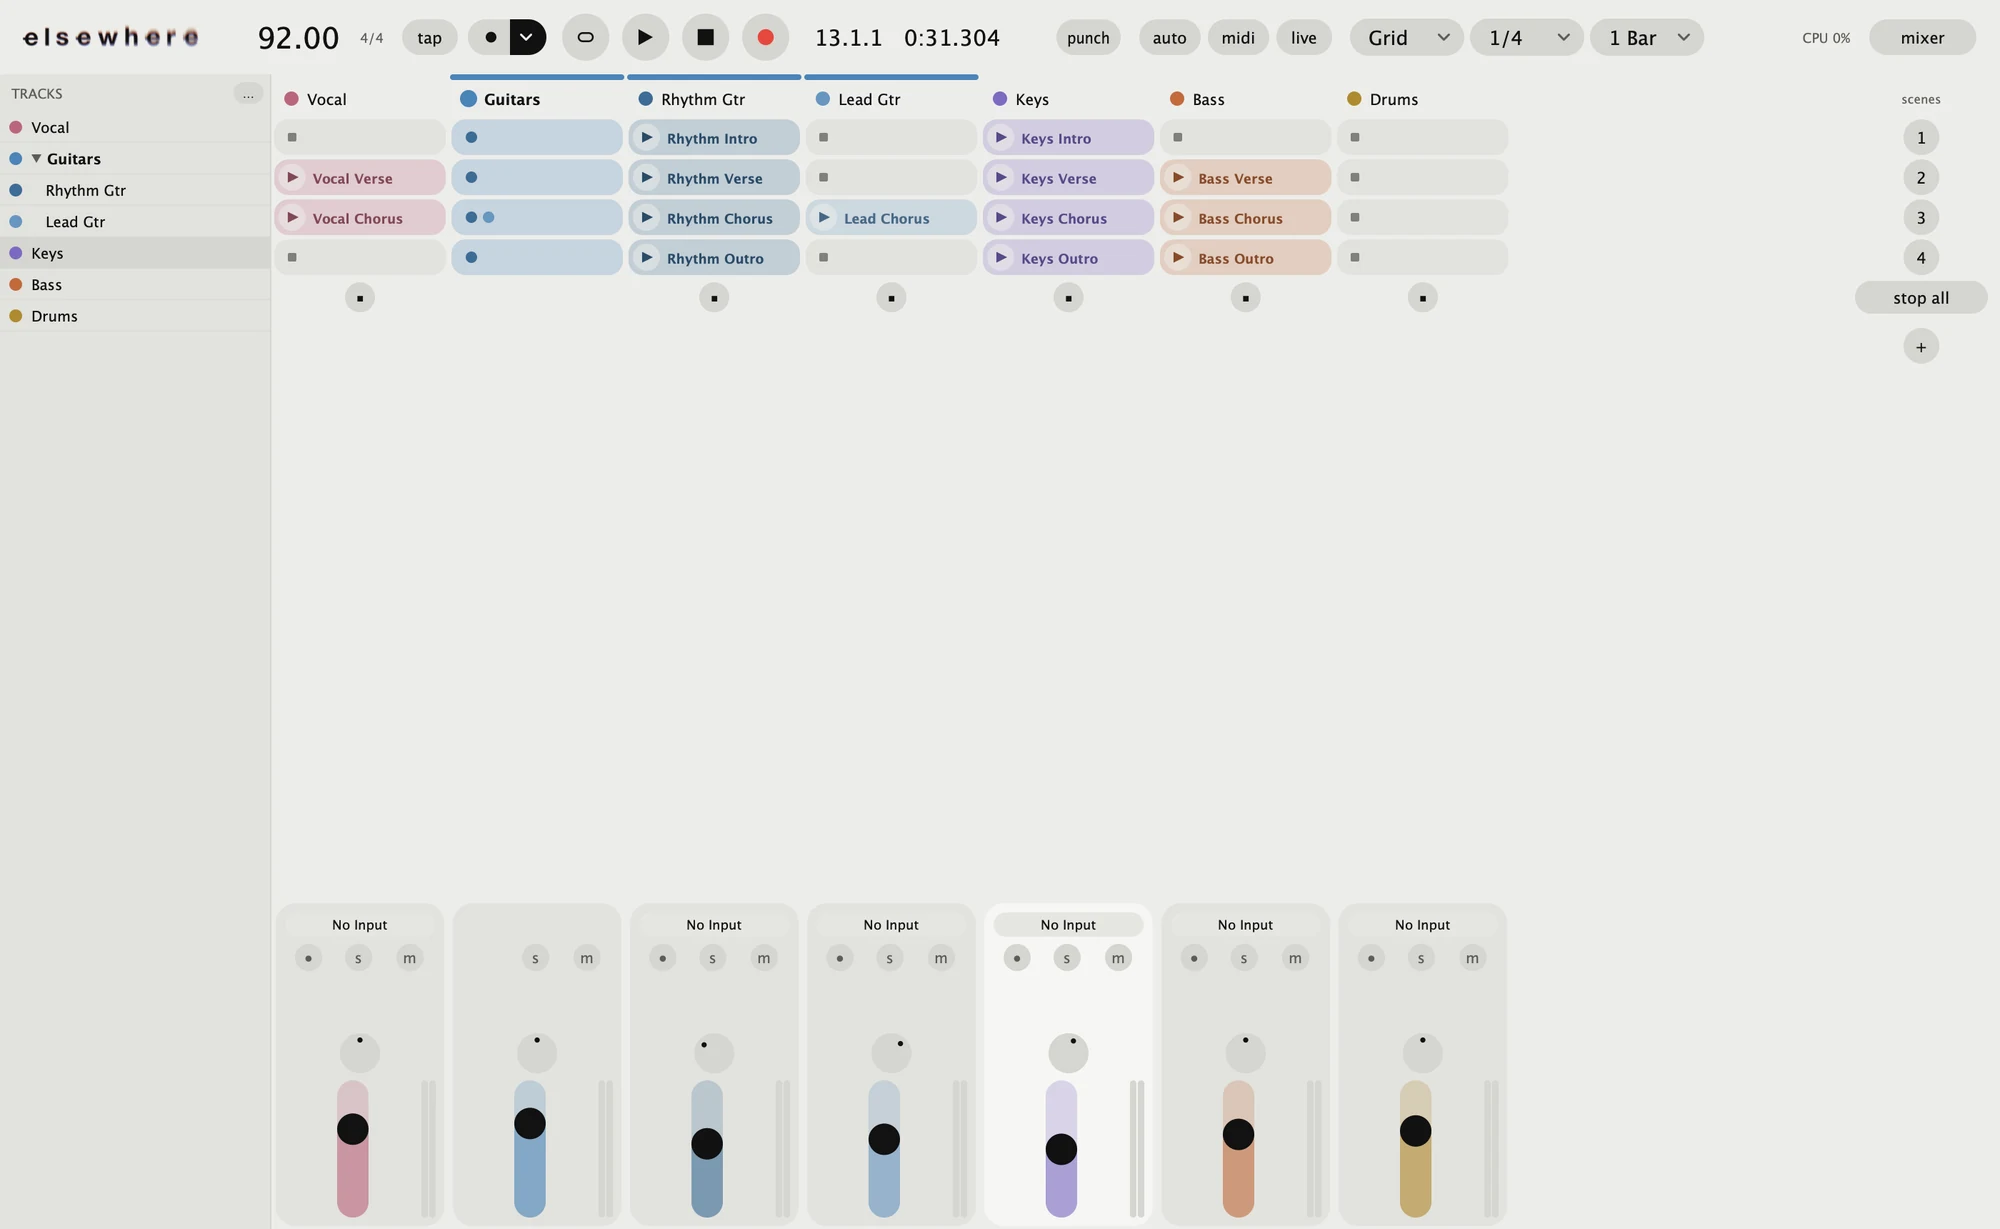 elsewhere
92.00 4/4 tap 13.1.1 0:31.304 punch auto midi live Grid 1/4 1 Bar CPU 0% mixer
TRACKS ...
Vocal
Guitars
Rhythm Gtr
Lead Gtr
Keys
Bass
Drums
Vocal Guitars Rhythm Gtr Lead Gtr Keys Bass Drums scenes
Rhythm Intro Keys Intro 1
Vocal Verse Rhythm Verse Keys Verse Bass Verse 2
Vocal Chorus Rhythm Chorus Lead Chorus Keys Chorus Bass Chorus 3
Rhythm Outro Keys Outro Bass Outro 4
stop all
+
No Input No Input No Input No Input No Input No Input
s m s m s m s m s m s m s m